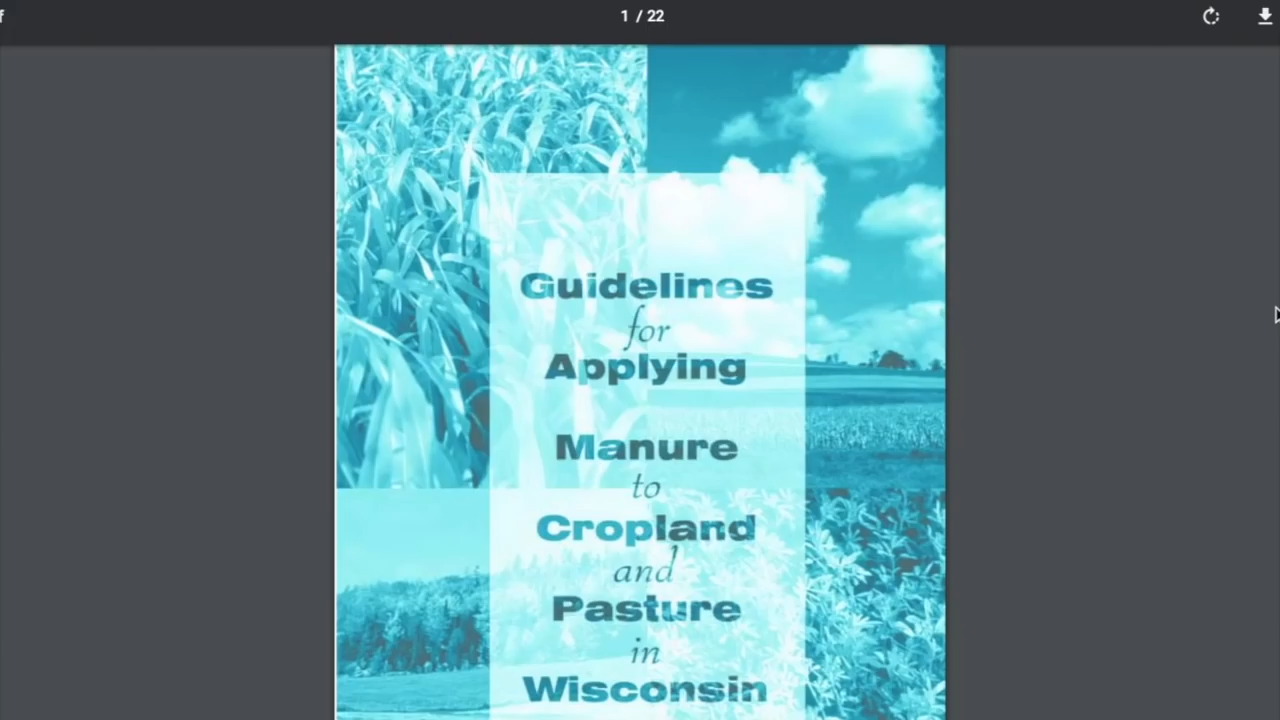 f
1 / 22
Guidelines
for
Applying
Manure
to
Cropland
and
Pasture
in
Wisconsin